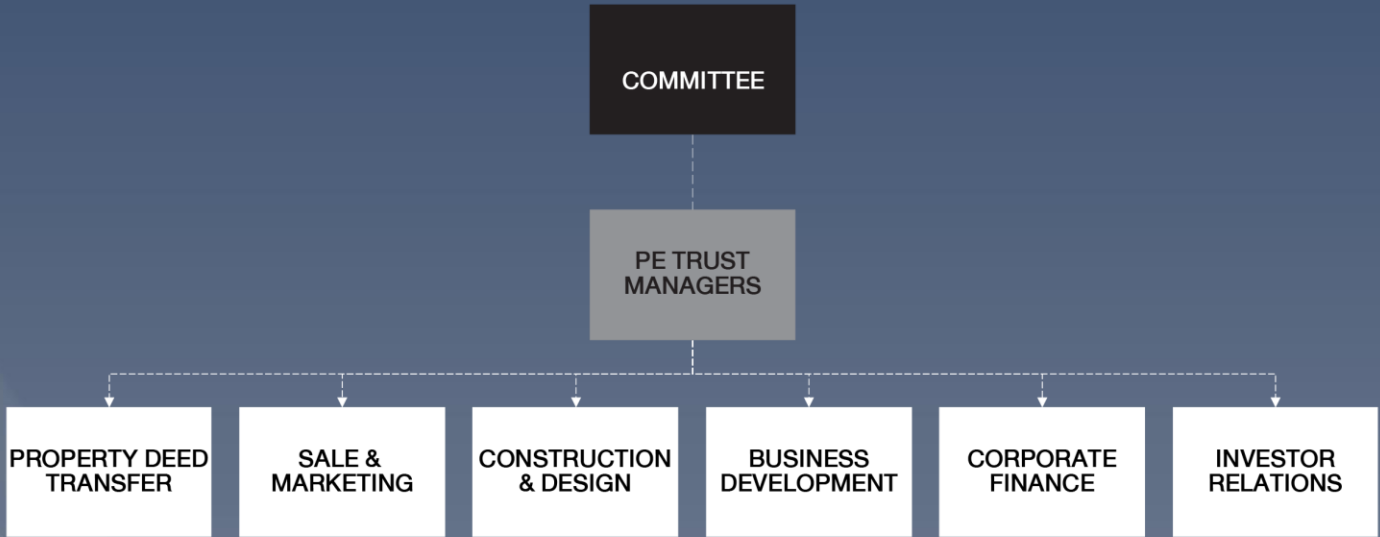 COMMITTEE
PE TRUST
MANAGERS
PROPERTY DEED
TRANSFER
SALE &
MARKETING
CONSTRUCTION
& DESIGN
BUSINESS
DEVELOPMENT
CORPORATE
FINANCE
INVESTOR
RELATIONS